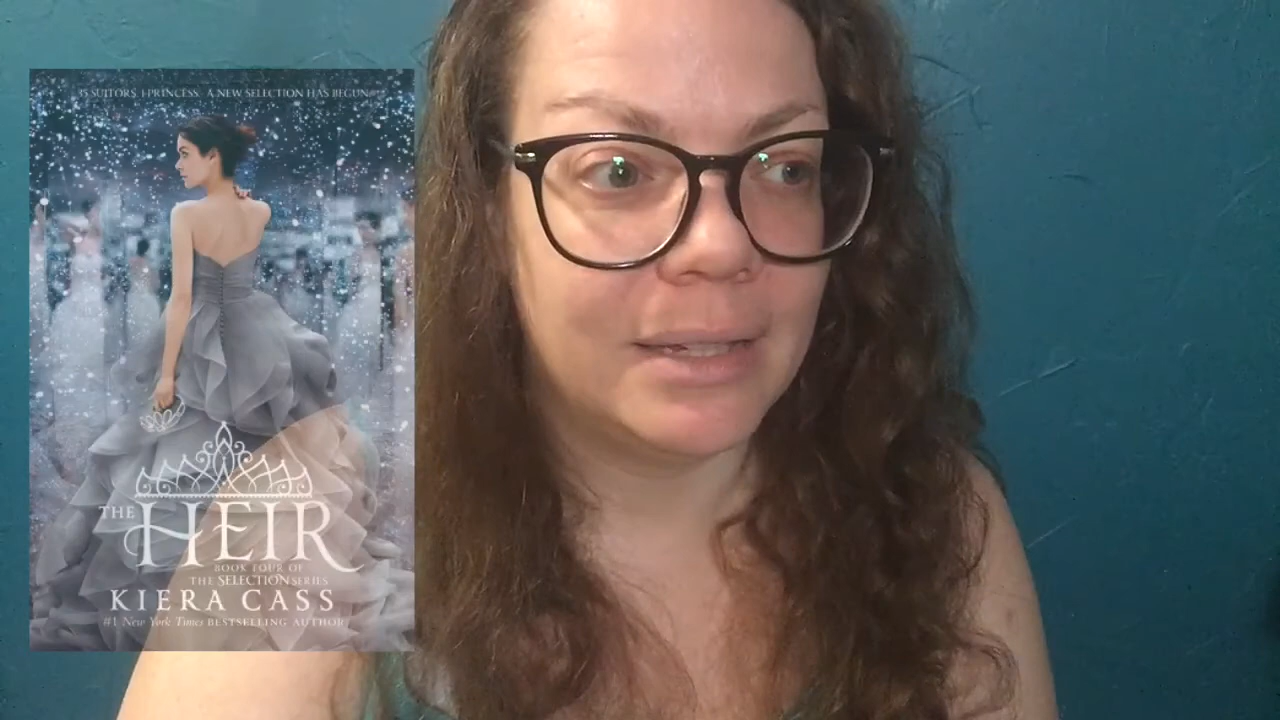 35 SUITORS. 1 PRINCESS. A NEW SELECTION HAS BEGUN.
THE HEIR
BOOK FOUR OF
THE SELECTION SERIES
KIERA CASS
#1 New York Times BESTSELLING AUTHOR